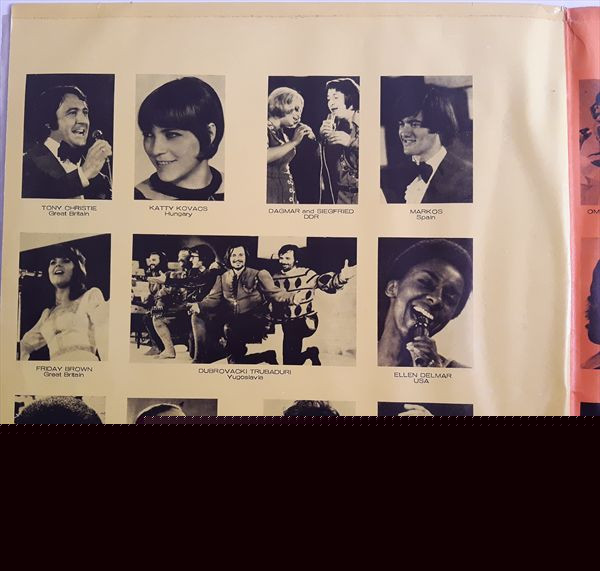 TONY CHRISTIE
Great Britain
KATTY KOVACS
Hungary
DAGMAR and SIEGFRIED
DDR
MARKOS
Spain
OM
FRIDAY BROWN
Great Britain
DUBROVACKI TRUBADURI
Yugoslavia
ELLEN DELMAR
USA